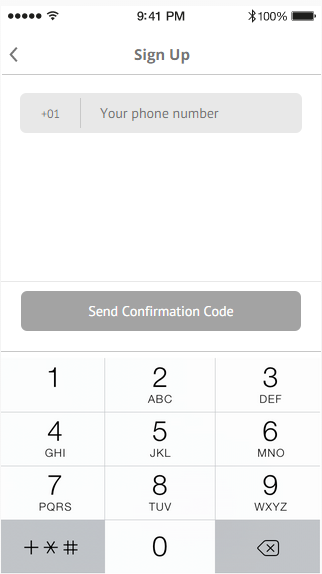 9:41 PM 100%
Sign Up
+01 Your phone number
Send Confirmation Code
1 2 3
ABC DEF
4 5 6
GHI JKL MNO
7 8 9
PQRS TUV WXYZ
+*# 0